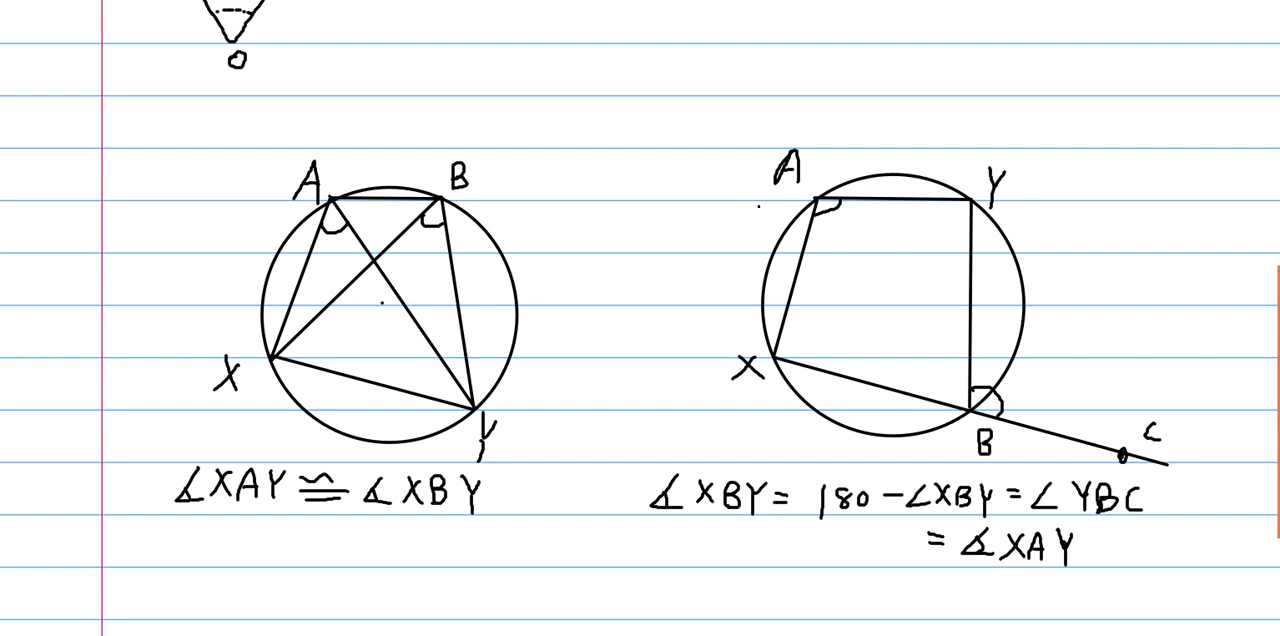 O
A B
X Y
∡XAY ≌ ∡XBY
A Y
X B C
∡XBY = 180 - ∠XBY = ∠YBC
= ∡XAY